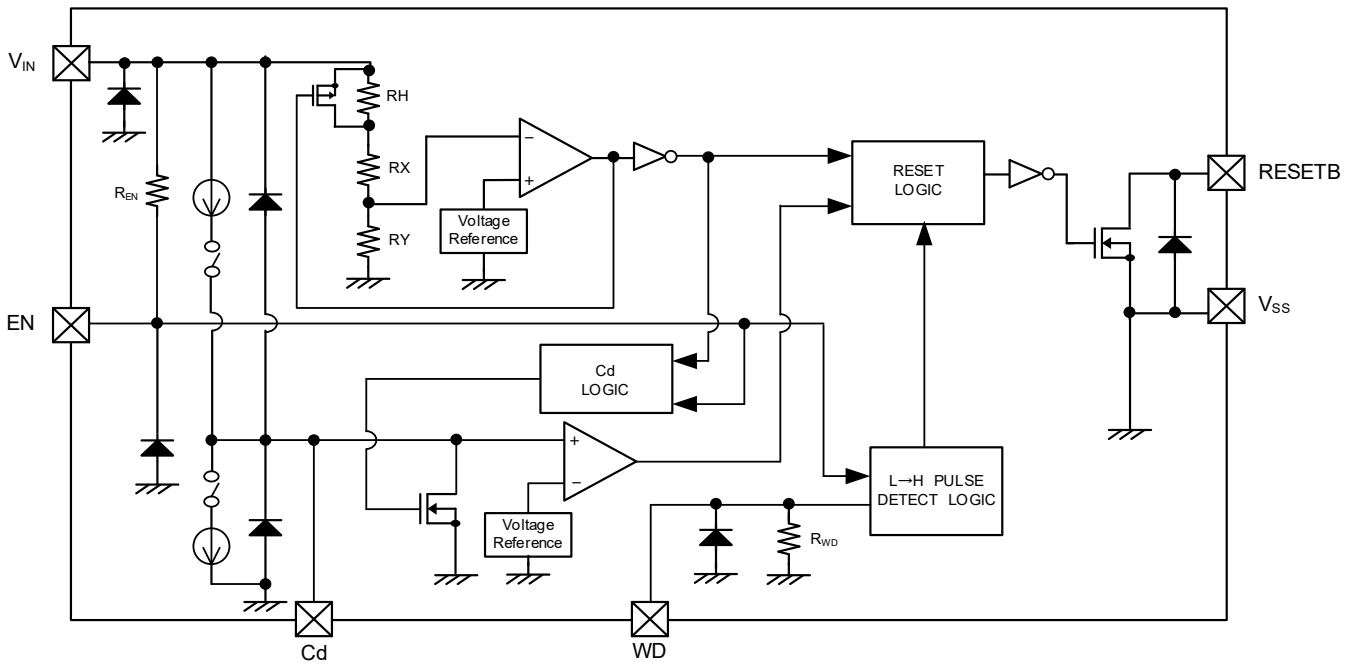 VIN
RH
RX
RY
REN
−
+
Voltage
Reference
RESET
LOGIC
RESETB
VSS
EN
Cd
LOGIC
+
−
Voltage
Reference
L→H PULSE
DETECT LOGIC
RWD
Cd
WD